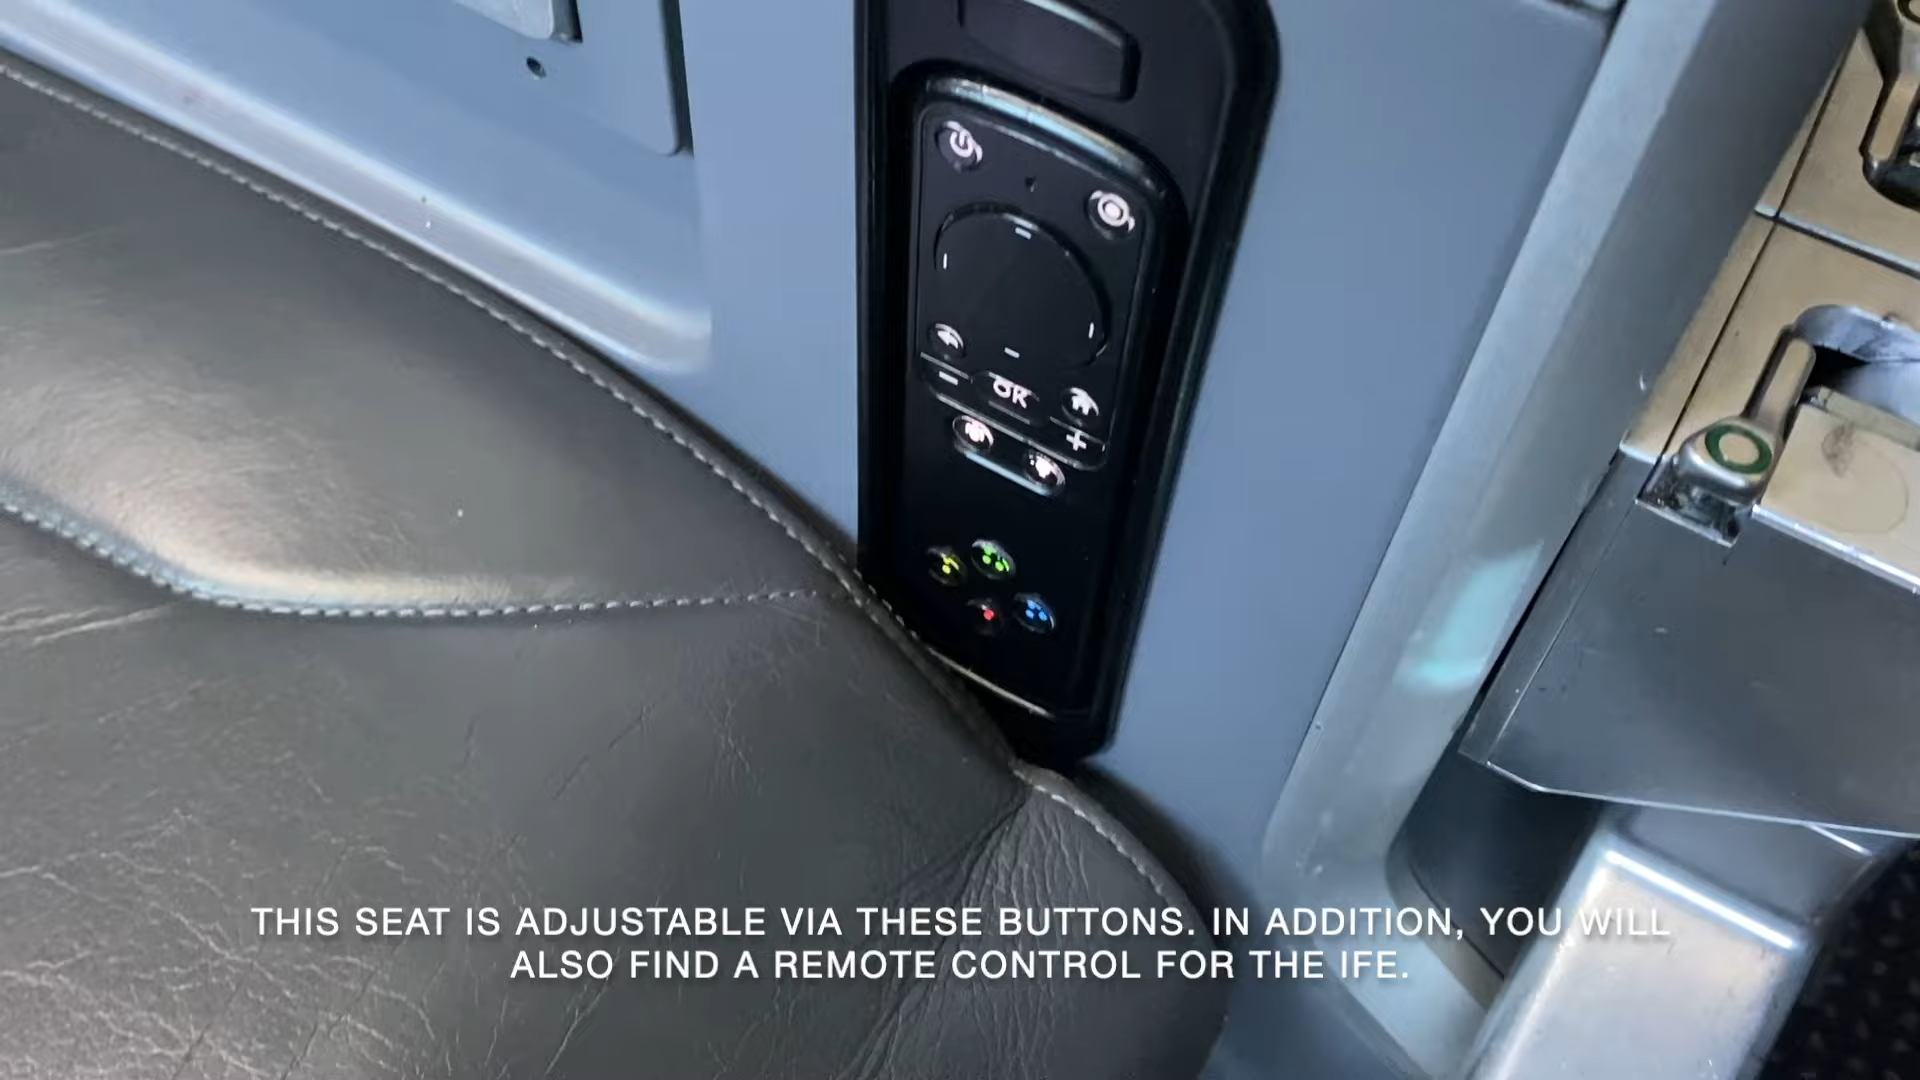 OK
THIS SEAT IS ADJUSTABLE VIA THESE BUTTONS. IN ADDITION, YOU WILL
ALSO FIND A REMOTE CONTROL FOR THE IFE.